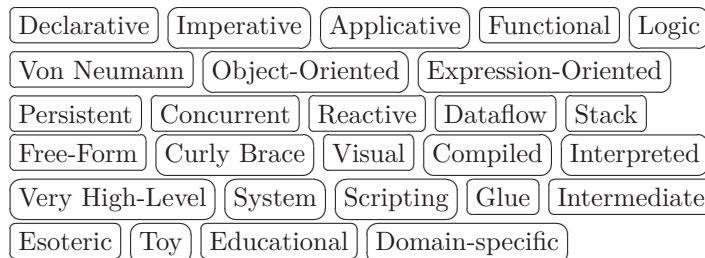 Declarative Imperative Applicative Functional Logic
Von Neumann Object-Oriented Expression-Oriented
Persistent Concurrent Reactive Dataflow Stack
Free-Form Curly Brace Visual Compiled Interpreted
Very High-Level System Scripting Glue Intermediate
Esoteric Toy Educational Domain-specific